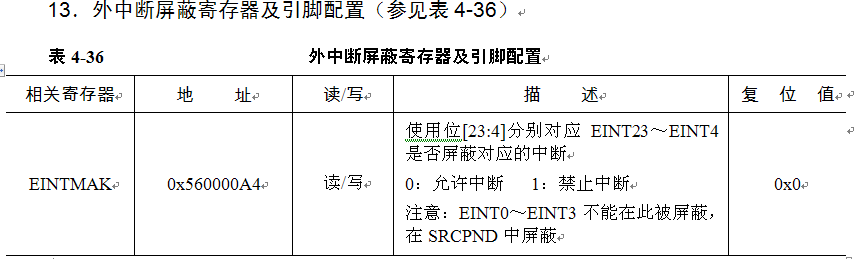 13．外中断屏蔽寄存器及引脚配置（参见表 4-36）
表 4-36 外中断屏蔽寄存器及引脚配置
相关寄存器 地 址 读/写 描 述 复 位 值
EINTMAK 0x560000A4 读/写 使用位[23:4]分别对应 EINT23～EINT4
是否屏蔽对应的中断
0：允许中断 1：禁止中断
注意：EINT0～EINT3 不能在此被屏蔽，
在 SRCPND 中屏蔽
0x0